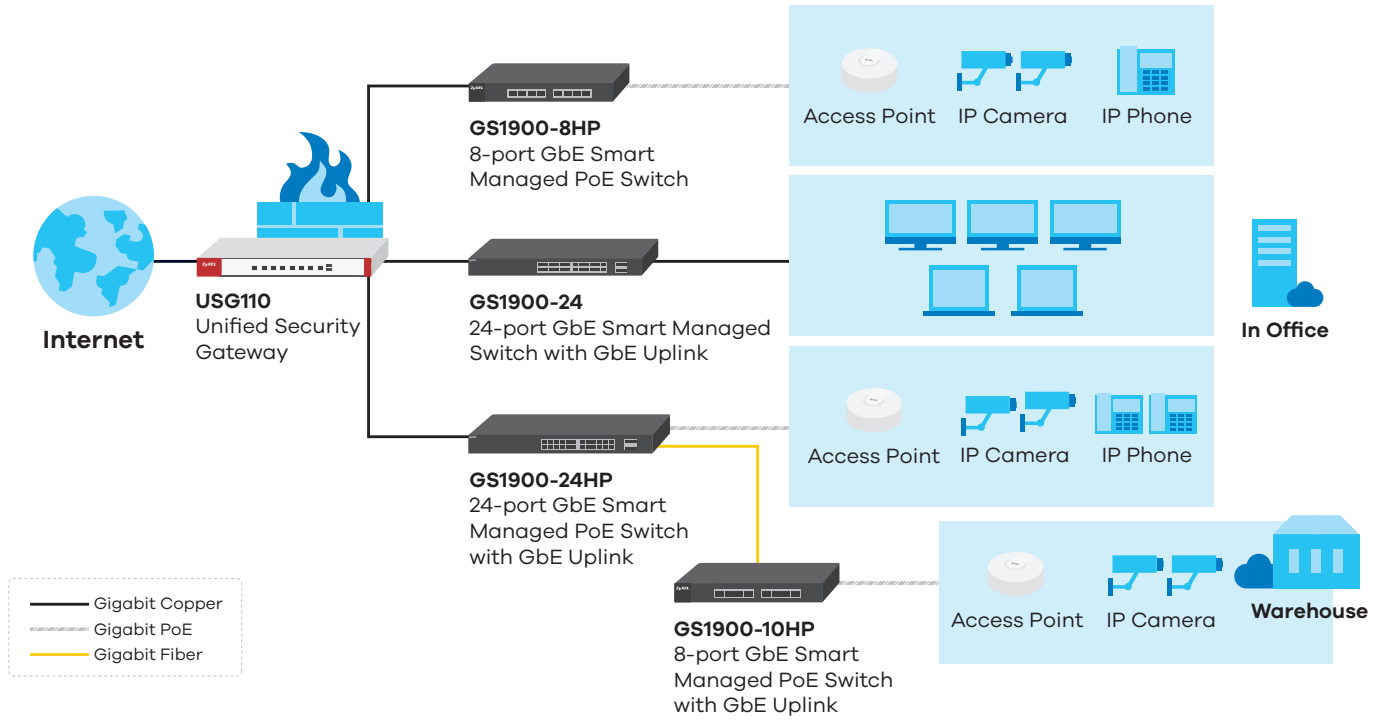 ZyXEL
GS1900-8HP
8-port GbE Smart
Managed PoE Switch
Access Point
IP Camera
IP Phone
Internet
ZyXEL
USG110
Unified Security
Gateway
GS1900-24
24-port GbE Smart Managed
Switch with GbE Uplink
In Office
GS1900-24HP
24-port GbE Smart
Managed PoE Switch
with GbE Uplink
Access Point
IP Camera
IP Phone
ZyXEL
GS1900-10HP
8-port GbE Smart
Managed PoE Switch
with GbE Uplink
Access Point
IP Camera
Warehouse
Gigabit Copper
Gigabit PoE
Gigabit Fiber